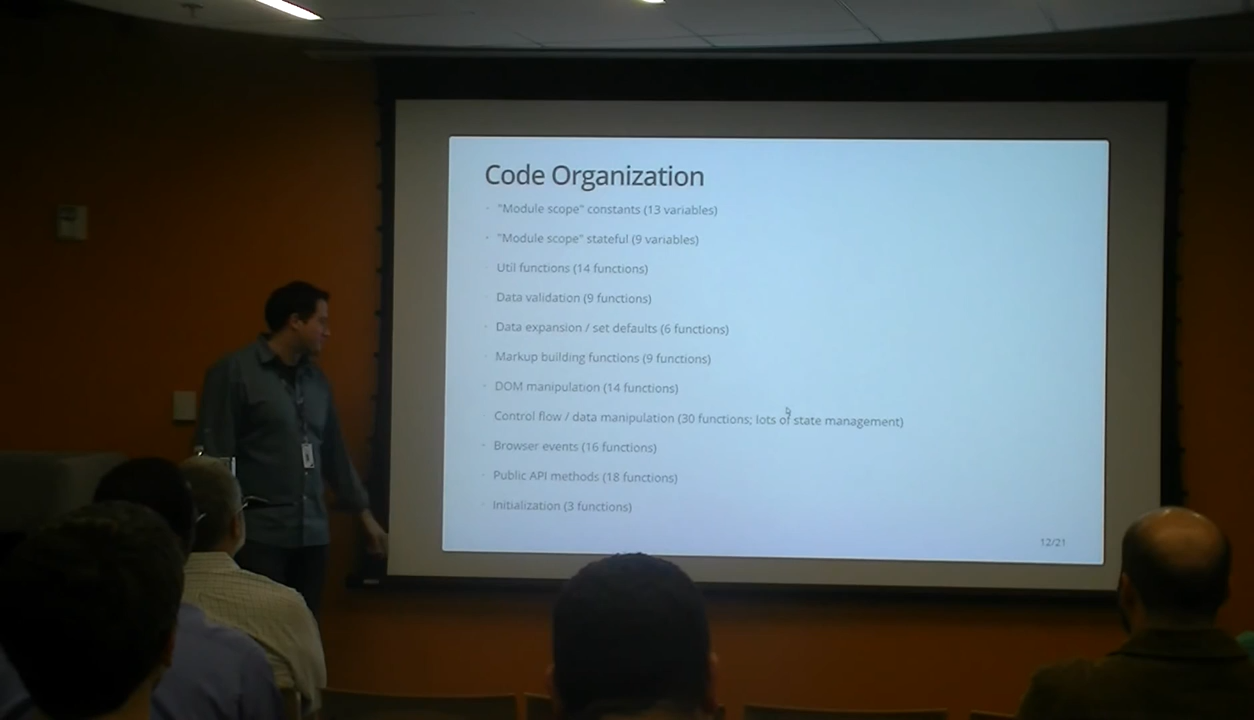 Code Organization
"Module scope" constants (13 variables)
"Module scope" stateful (9 variables)
Util functions (14 functions)
Data validation (9 functions)
Data expansion / set defaults (6 functions)
Markup building functions (9 functions)
DOM manipulation (14 functions)
Control flow / data manipulation (30 functions; lots of state management)
Browser events (16 functions)
Public API methods (18 functions)
Initialization (3 functions)
12/21